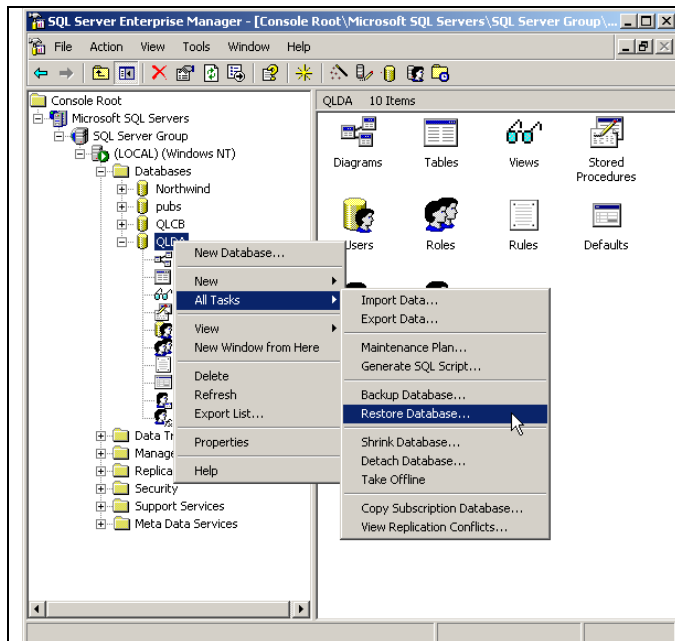 SQL Server Enterprise Manager - [Console Root\Microsoft SQL Servers\SQL Server Group\...
File Action View Tools Window Help
Console Root
Microsoft SQL Servers
SQL Server Group
(LOCAL) (Windows NT)
Databases
Northwind
pubs
QLCB
QLDA
Data Tr
Manage
Replica
Security
Support Services
Meta Data Services
QLDA 10 Items
Diagrams
Tables
Views
Stored
Procedures
Users
Roles
Rules
Defaults
New Database...
New
All Tasks
View
New Window from Here
Delete
Refresh
Export List...
Properties
Help
Import Data...
Export Data...
Maintenance Plan...
Generate SQL Script...
Backup Database...
Restore Database...
Shrink Database...
Detach Database...
Take Offline
Copy Subscription Database...
View Replication Conflicts...